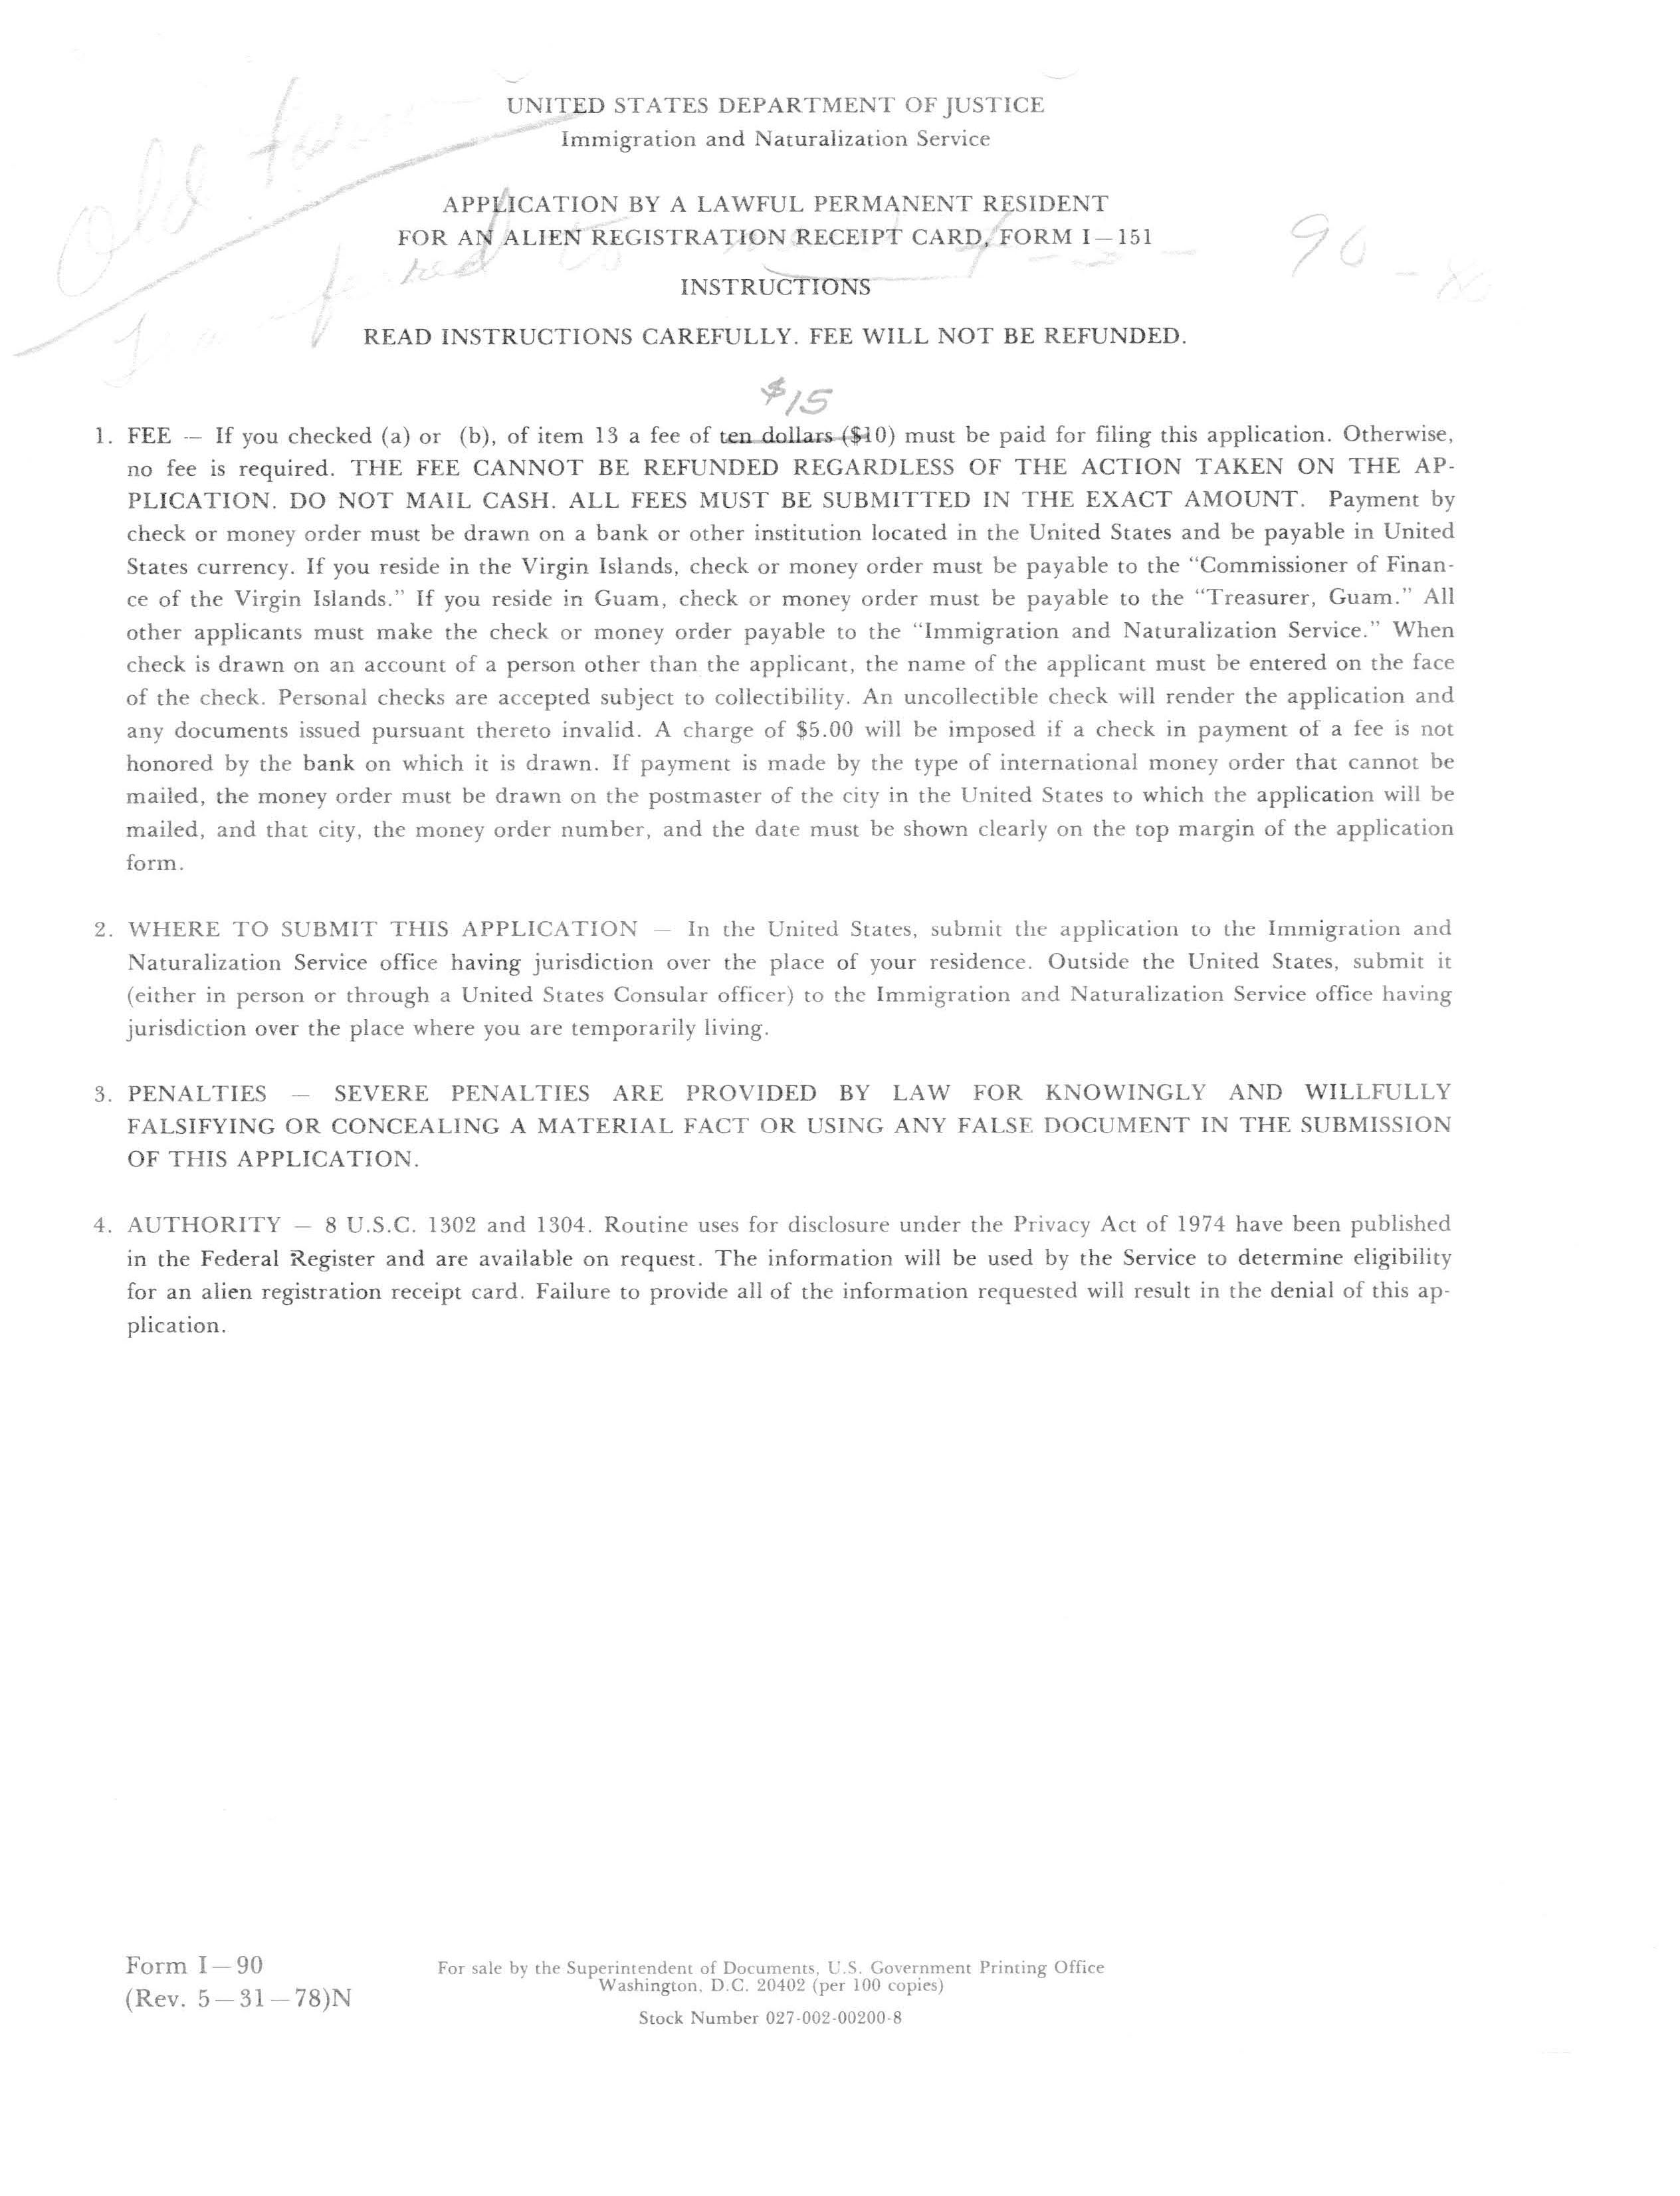 Old form
UNITED STATES DEPARTMENT OF JUSTICE
Immigration and Naturalization Service
APPLICATION BY A LAWFUL PERMANENT RESIDENT
FOR AN ALIEN REGISTRATION RECEIPT CARD, FORM I—151
to
90
INSTRUCTIONS
READ INSTRUCTIONS CAREFULLY. FEE WILL NOT BE REFUNDED.
$15
1. FEE — If you checked (a) or (b), of item 13 a fee of ten dollars ($10) must be paid for filing this application. Otherwise,
no fee is required. THE FEE CANNOT BE REFUNDED REGARDLESS OF THE ACTION TAKEN ON THE AP-
PLICATION. DO NOT MAIL CASH. ALL FEES MUST BE SUBMITTED IN THE EXACT AMOUNT. Payment by
check or money order must be drawn on a bank or other institution located in the United States and be payable in United
States currency. If you reside in the Virgin Islands, check or money order must be payable to the “Commissioner of Finan-
ce of the Virgin Islands.” If you reside in Guam, check or money order must be payable to the “Treasurer, Guam.” All
other applicants must make the check or money order payable to the “Immigration and Naturalization Service.” When
check is drawn on an account of a person other than the applicant, the name of the applicant must be entered on the face
of the check. Personal checks are accepted subject to collectibility. An uncollectible check will render the application and
any documents issued pursuant thereto invalid. A charge of $5.00 will be imposed if a check in payment of a fee is not
honored by the bank on which it is drawn. If payment is made by the type of international money order that cannot be
mailed, the money order must be drawn on the postmaster of the city in the United States to which the application will be
mailed, and that city, the money order number, and the date must be shown clearly on the top margin of the application
form.
2. WHERE TO SUBMIT THIS APPLICATION — In the United States, submit the application to the Immigration and
Naturalization Service office having jurisdiction over the place of your residence. Outside the United States, submit it
(either in person or through a United States Consular officer) to the Immigration and Naturalization Service office having
jurisdiction over the place where you are temporarily living.
3. PENALTIES — SEVERE PENALTIES ARE PROVIDED BY LAW FOR KNOWINGLY AND WILLFULLY
FALSIFYING OR CONCEALING A MATERIAL FACT OR USING ANY FALSE DOCUMENT IN THE SUBMISSION
OF THIS APPLICATION.
4. AUTHORITY — 8 U.S.C. 1302 and 1304. Routine uses for disclosure under the Privacy Act of 1974 have been published
in the Federal Register and are available on request. The information will be used by the Service to determine eligibility
for an alien registration receipt card. Failure to provide all of the information requested will result in the denial of this ap-
plication.
Form I—90
(Rev. 5—31—78)N
For sale by the Superintendent of Documents, U.S. Government Printing Office
Washington, D.C. 20402 (per 100 copies)
Stock Number 027-002-00200-8